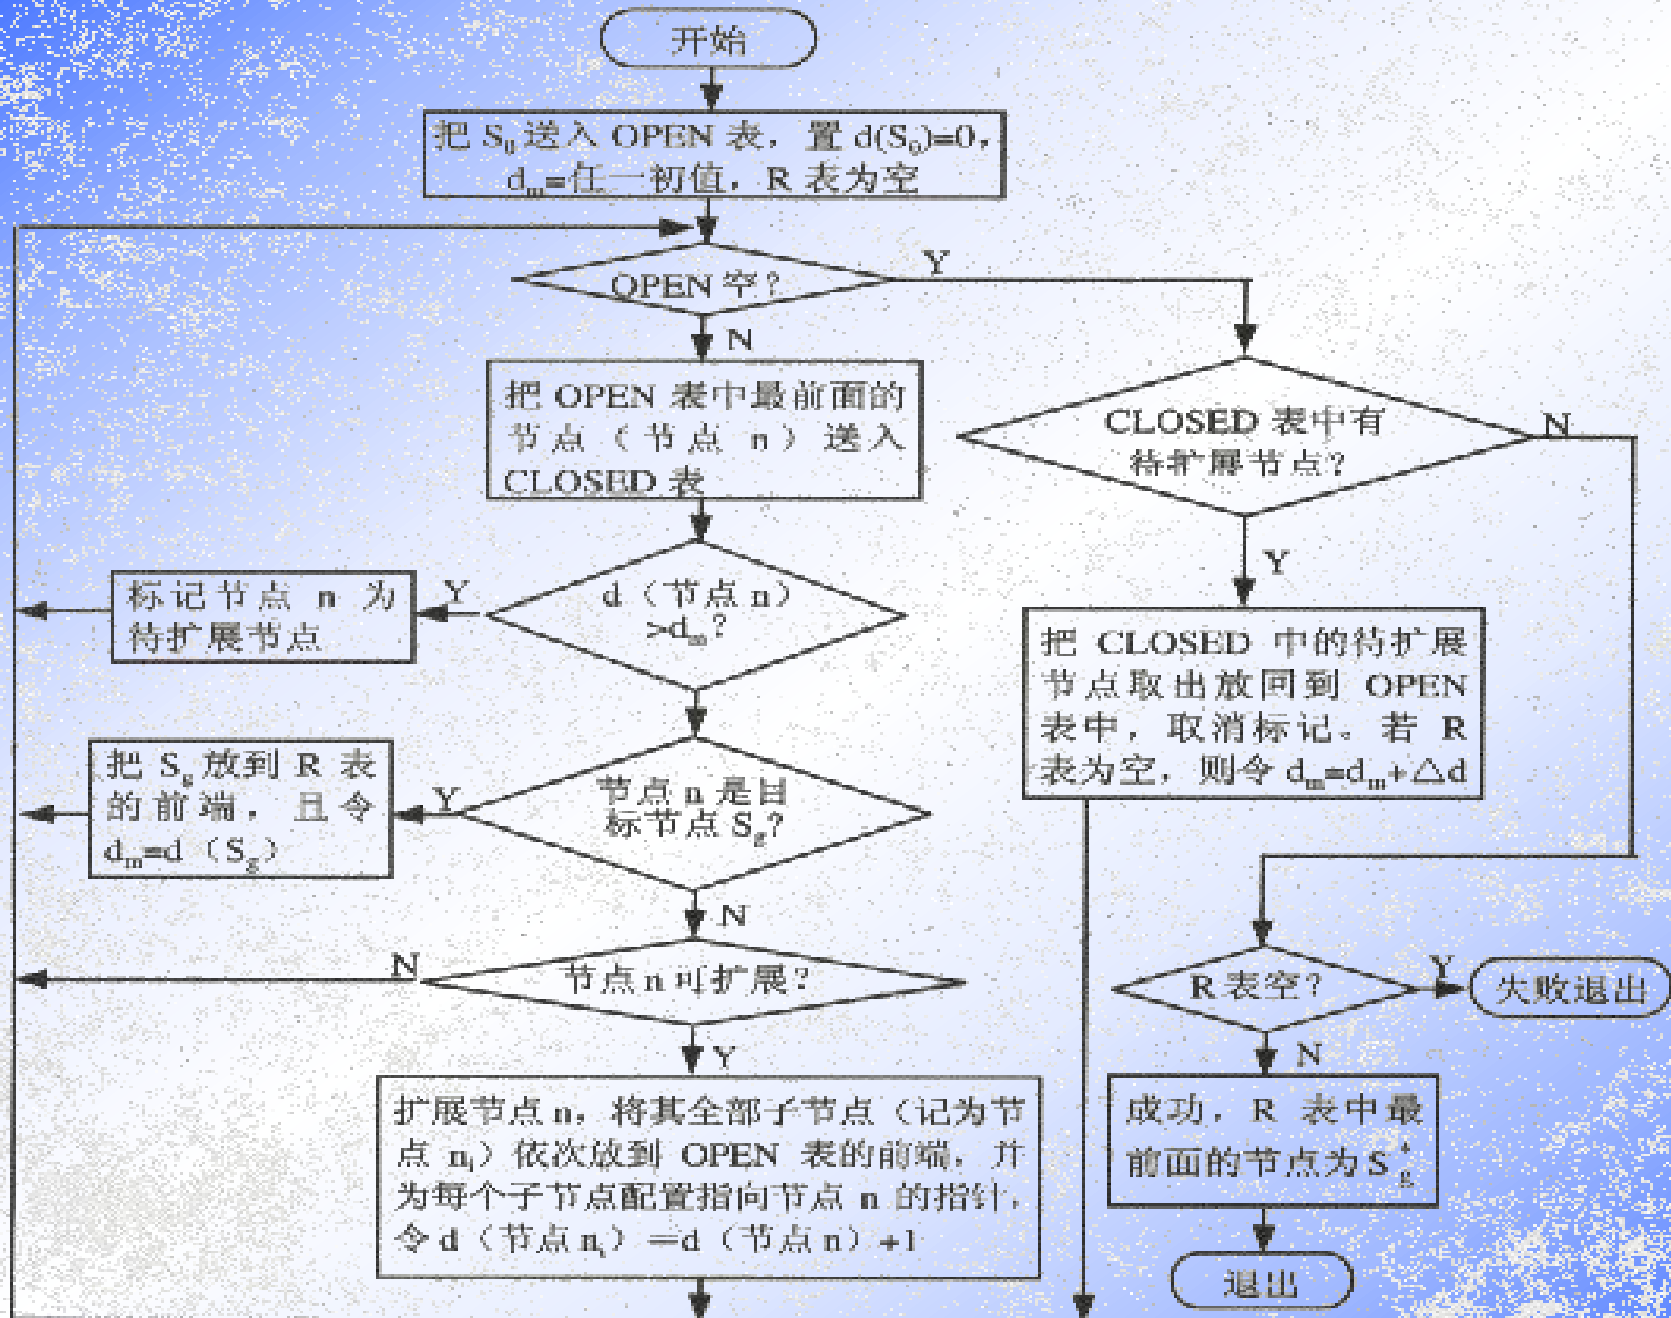 开始
把 S₀ 送入 OPEN 表，置 d(S₀)=0，
dₘ=任一初值，R 表为空
OPEN 空？
Y
N
把 OPEN 表中最前面的
节点（节点 n）送入
CLOSED 表
CLOSED 表中有
待扩展节点？
N
Y
d（节点 n）
>dₘ？
Y
标记节点 n 为
待扩展节点
把 CLOSED 中的待扩展
节点取出放回到 OPEN
表中，取消标记。若 R
表为空，则令 dₘ=dₘ+△d
节点 n 是目
标节点 Sg？
Y
把 Sg 放到 R 表
的前端，且令
dₘ=d（Sg）
N
节点 n 可扩展？
N
Y
R 表空？
Y
失败退出
N
扩展节点 n，将其全部子节点（记为节
点 nᵢ）依次放到 OPEN 表的前端，并
为每个子节点配置指向节点 n 的指针，
令 d（节点 nᵢ）=d（节点 n）+1
成功，R 表中最
前面的节点为 Sg*
退出